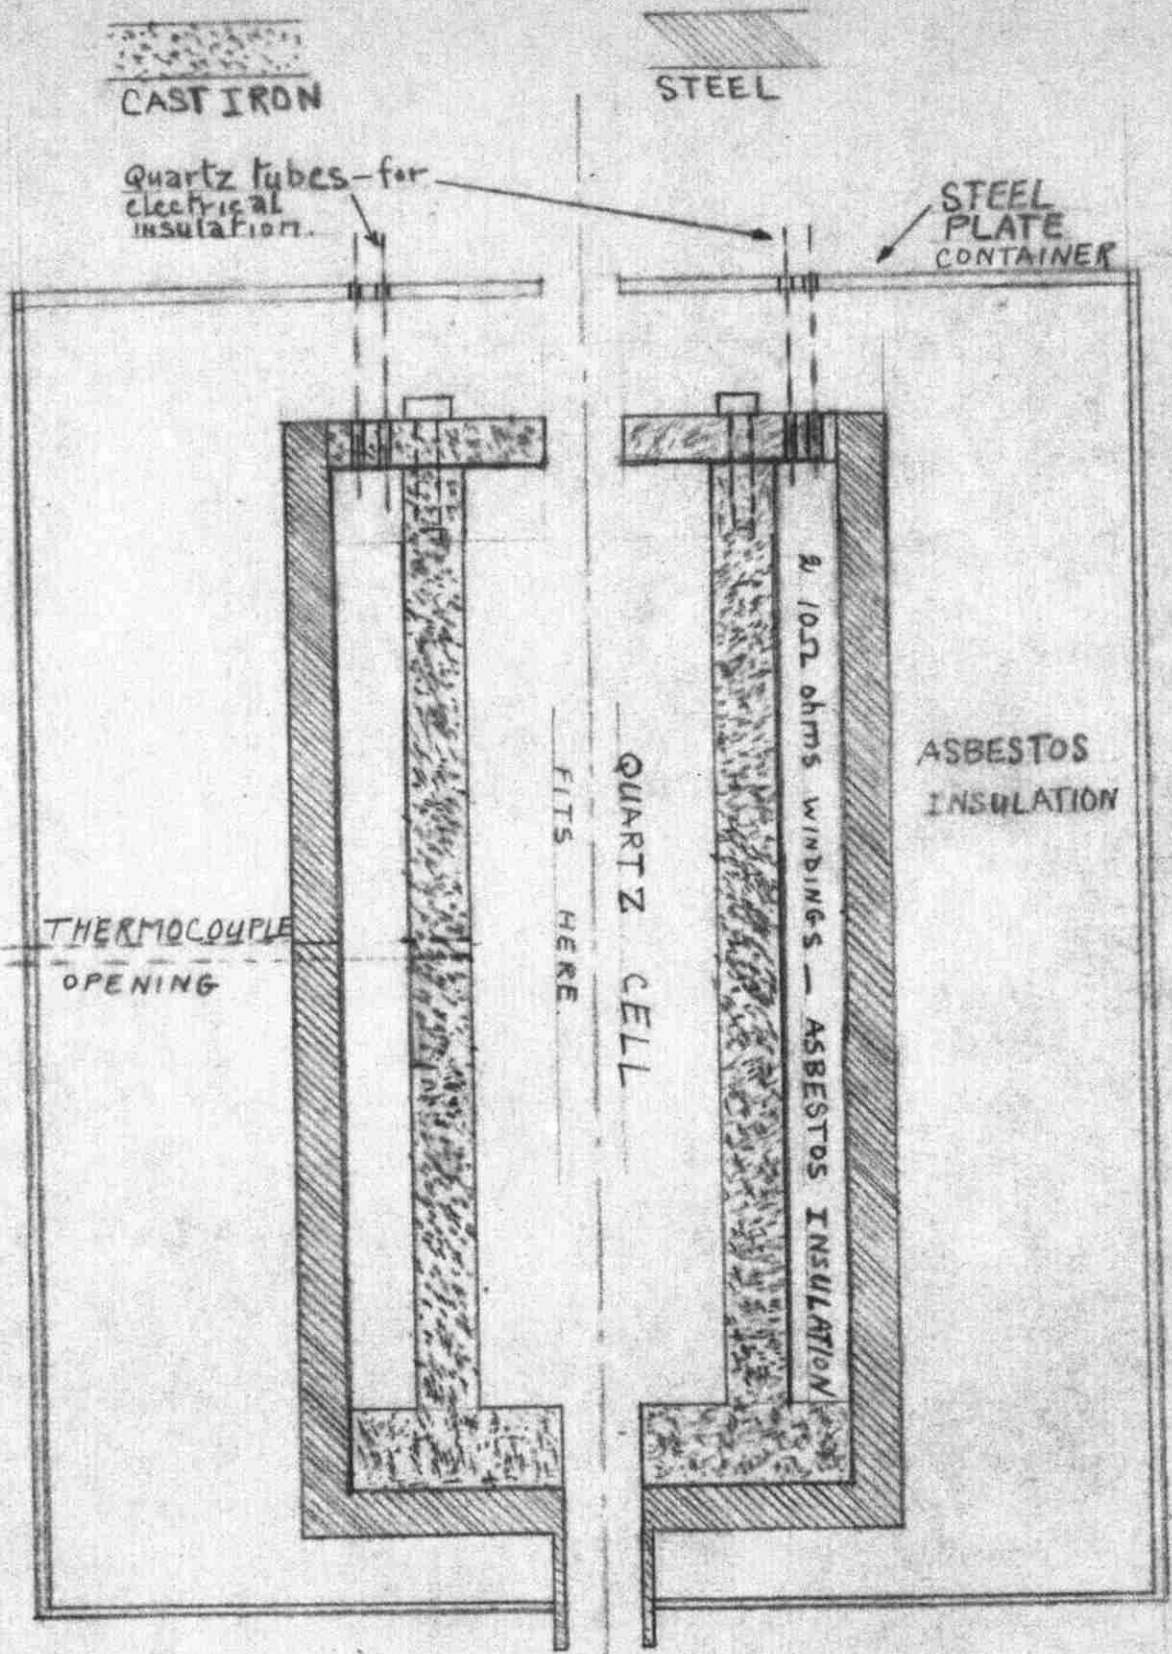 CAST IRON
STEEL
Quartz tubes-for
electrical
insulation.
STEEL
PLATE
CONTAINER
2 10Ω ohms WINDINGS — ASBESTOS INSULATION
ASBESTOS
INSULATION
QUARTZ CELL
FITS HERE
THERMOCOUPLE
OPENING